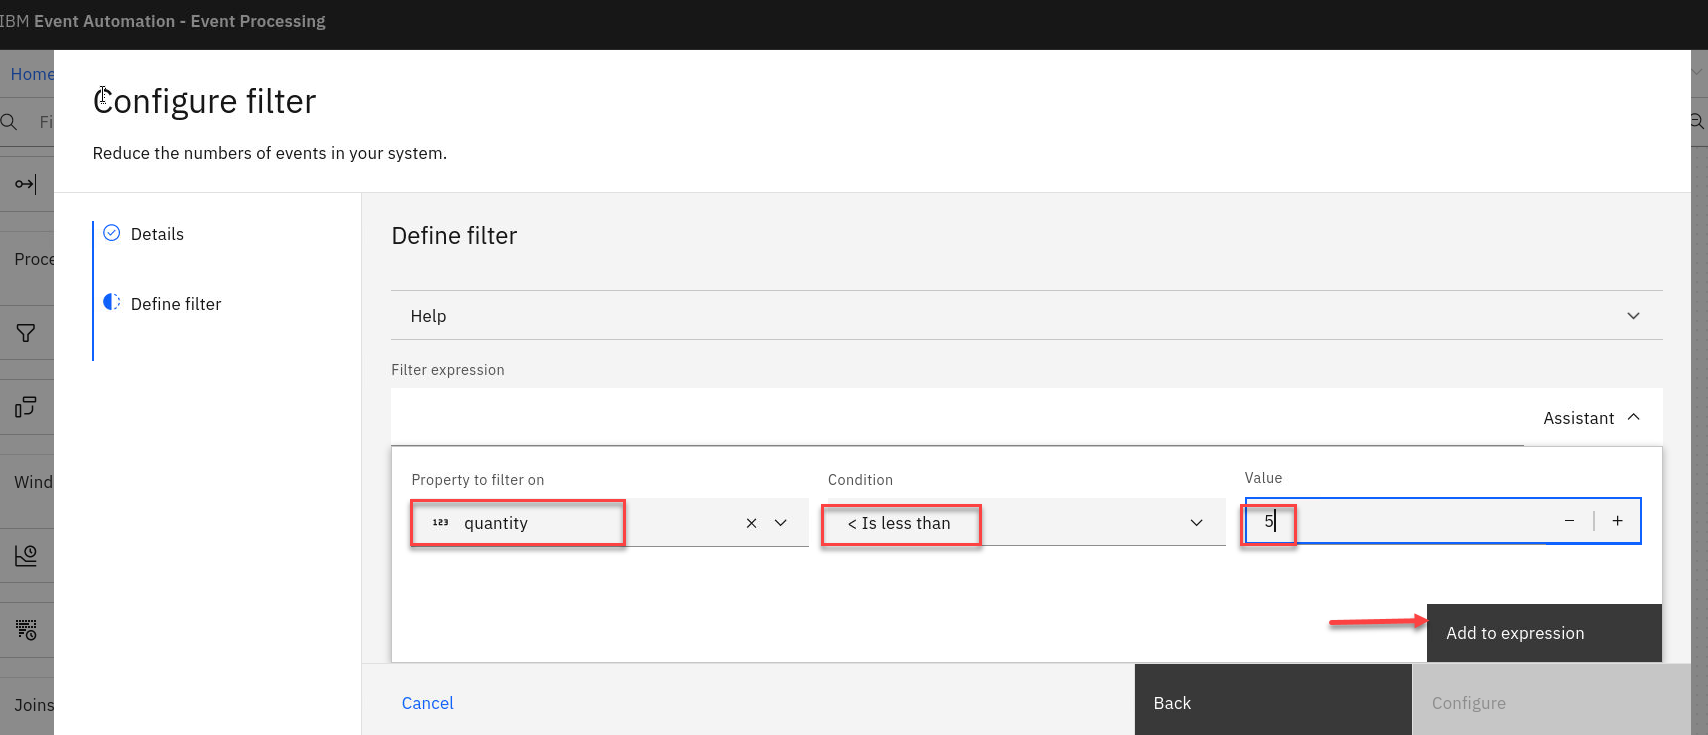 IBM Event Automation - Event Processing
Home
Configure filter
Fi
Reduce the numbers of events in your system.
Details
Define filter
Proce
Define filter
Help
Filter expression
Assistant
Wind
Property to filter on
Condition
Value
123 quantity
< Is less than
5
Add to expression
Joins
Cancel
Back
Configure